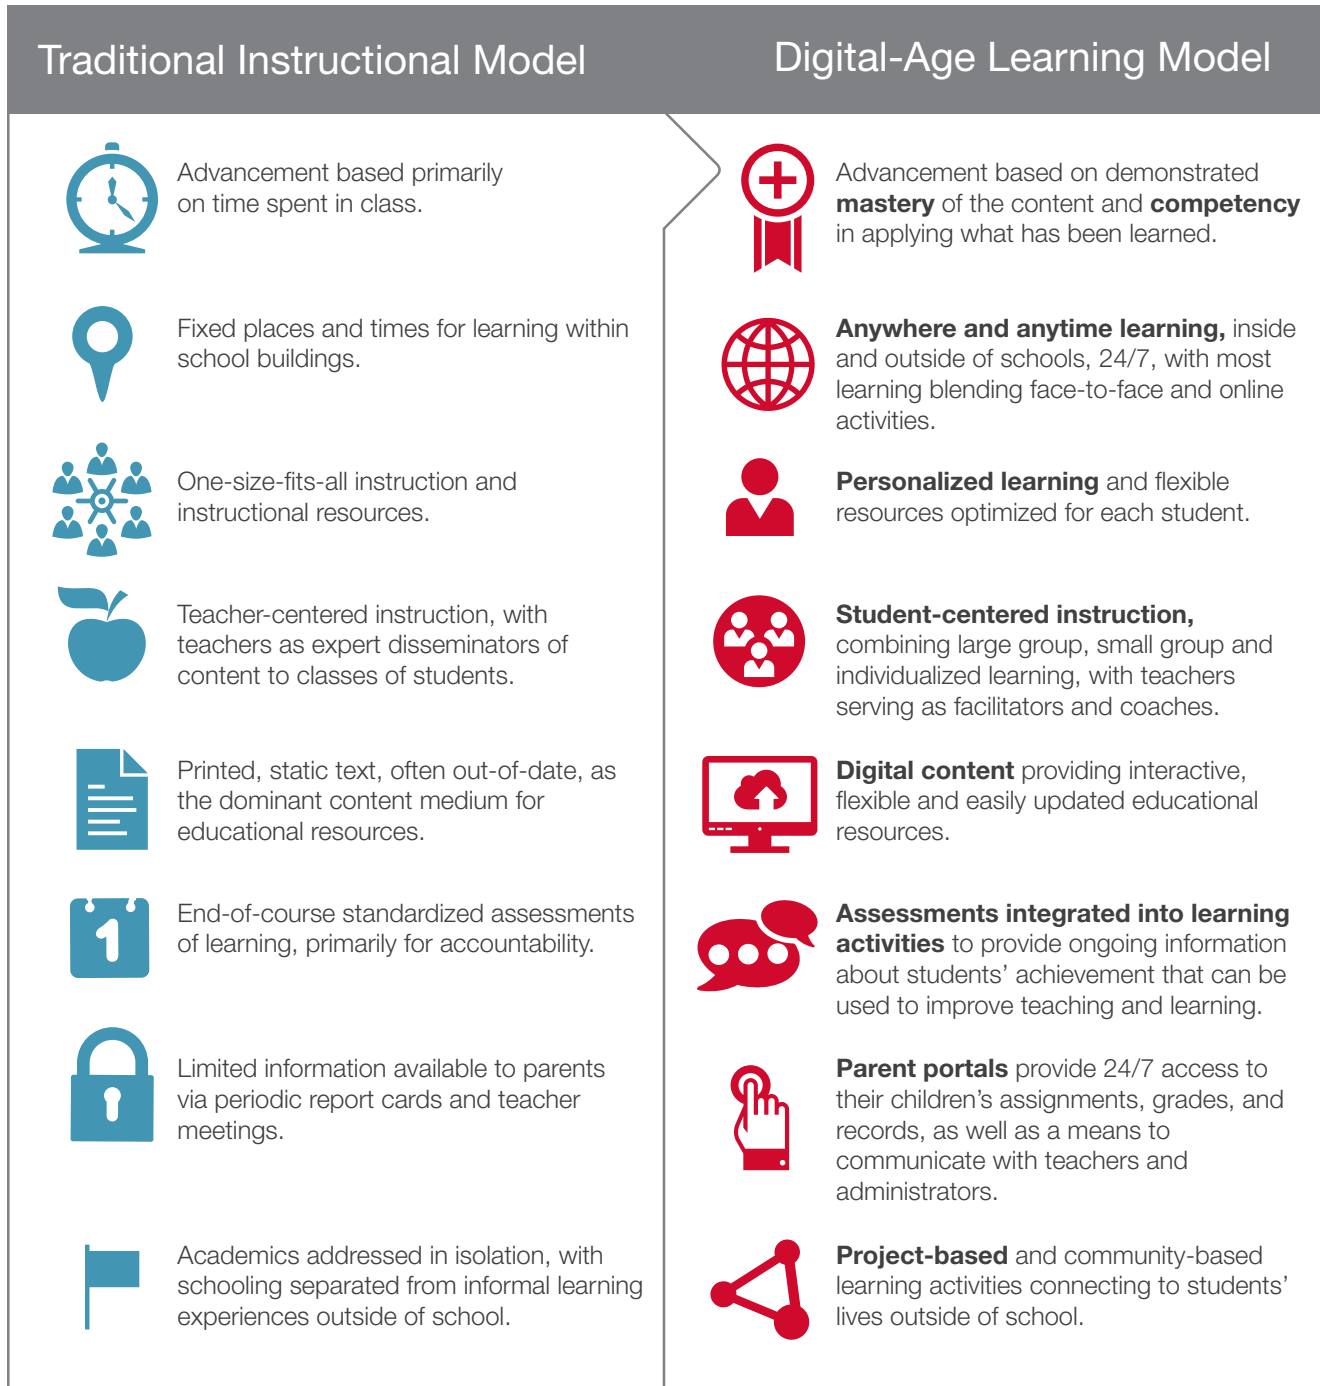 Traditional Instructional Model
Digital-Age Learning Model
Advancement based primarily
on time spent in class.
Advancement based on demonstrated
mastery of the content and competency
in applying what has been learned.
Fixed places and times for learning within
school buildings.
Anywhere and anytime learning, inside
and outside of schools, 24/7, with most
learning blending face-to-face and online
activities.
One-size-fits-all instruction and
instructional resources.
Personalized learning and flexible
resources optimized for each student.
Teacher-centered instruction, with
teachers as expert disseminators of
content to classes of students.
Student-centered instruction,
combining large group, small group and
individualized learning, with teachers
serving as facilitators and coaches.
Printed, static text, often out-of-date, as
the dominant content medium for
educational resources.
Digital content providing interactive,
flexible and easily updated educational
resources.
1
End-of-course standardized assessments
of learning, primarily for accountability.
Assessments integrated into learning
activities to provide ongoing information
about students’ achievement that can be
used to improve teaching and learning.
Limited information available to parents
via periodic report cards and teacher
meetings.
Parent portals provide 24/7 access to
their children’s assignments, grades, and
records, as well as a means to
communicate with teachers and
administrators.
Academics addressed in isolation, with
schooling separated from informal learning
experiences outside of school.
Project-based and community-based
learning activities connecting to students’
lives outside of school.